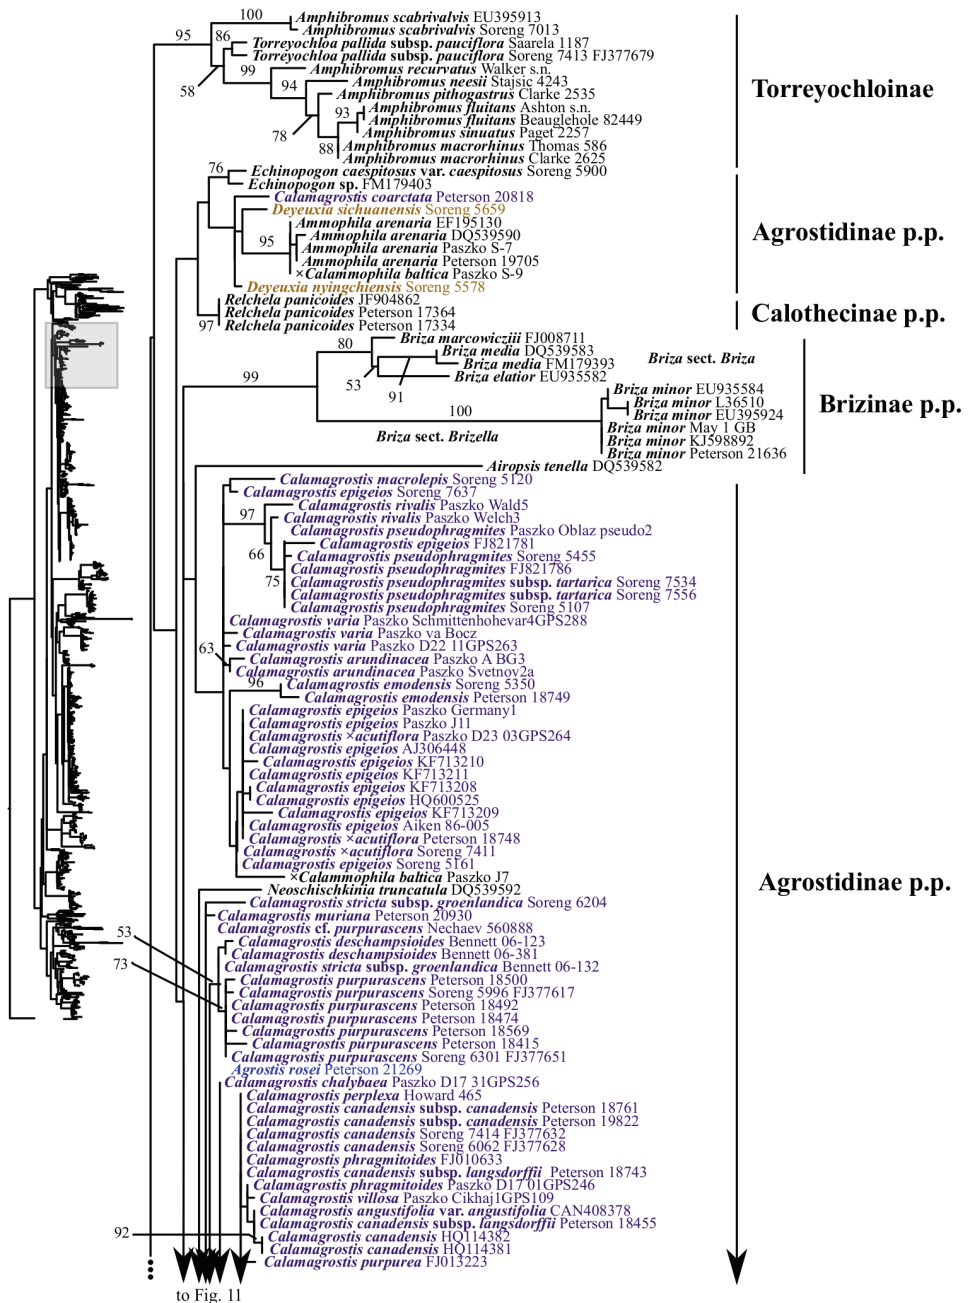 100
Amphibromus scabrivalvis EU395913
Amphibromus scabrivalvis Soreng 7013
95
86
Torreyochloa pallida subsp. pauciflora Saarela 1187
Torreyochloa pallida subsp. pauciflora Soreng 7413 FJ377679
58
99
Amphibromus recurvatus Walker s.n.
94
Amphibromus neesii Stajsic 4243
Amphibromus pithogastrus Clarke 2535
93
Amphibromus fluitans Ashton s.n.
Amphibromus fluitans Beauglehole 82449
78
Amphibromus sinuatus Paget 2257
88
Amphibromus macrorhinus Thomas 586
Amphibromus macrorhinus Clarke 2625
Torreyochloinae
76
Echinopogon caespitosus var. caespitosus Soreng 5900
Echinopogon sp. FM179403
Calamagrostis coarctata Peterson 20818
Deyeuxia sichuanensis Soreng 5659
Ammophila arenaria EF195130
95
Ammophila arenaria DQ539590
Ammophila arenaria Paszko S-7
Ammophila arenaria Peterson 19705
×Calammophila baltica Paszko S-9
Deyeuxia nyingchiensis Soreng 5578
Agrostidinae p.p.
Relchela panicoides JF904862
Relchela panicoides Peterson 17364
97
Relchela panicoides Peterson 17334
Calothecinae p.p.
80
Briza marcowicziii FJ008711
Briza media DQ539583
Briza media FM179393
53
Briza elatior EU935582
91
Briza sect. Briza
99
Briza minor EU935584
Briza minor L36510
100
Briza minor EU395924
Briza minor May 1 GB
Briza sect. Brizella
Briza minor KJ598892
Briza minor Peterson 21636
Brizinae p.p.
Airopsis tenella DQ539582
Calamagrostis macrolepis Soreng 5120
Calamagrostis epigeios Soreng 7637
97
Calamagrostis rivalis Paszko Wald5
Calamagrostis rivalis Paszko Welch3
Calamagrostis pseudophragmites Paszko Oblaz pseudo2
66
Calamagrostis epigeios FJ821781
Calamagrostis pseudophragmites Soreng 5455
Calamagrostis pseudophragmites FJ821786
75
Calamagrostis pseudophragmites subsp. tartarica Soreng 7534
Calamagrostis pseudophragmites subsp. tartarica Soreng 7556
Calamagrostis pseudophragmites Soreng 5107
Calamagrostis varia Paszko Schmittenhohevar4GPS288
Calamagrostis varia Paszko va Bocz
63
Calamagrostis varia Paszko D22 11GPS263
Calamagrostis arundinacea Paszko A BG3
Calamagrostis arundinacea Paszko Svetnov2a
96
Calamagrostis emodensis Soreng 5350
Calamagrostis emodensis Peterson 18749
Calamagrostis epigeios Paszko Germany1
Calamagrostis epigeios Paszko J11
Calamagrostis ×acutiflora Paszko D23 03GPS264
Calamagrostis epigeios AJ306448
Calamagrostis epigeios KF713210
Calamagrostis epigeios KF713211
Calamagrostis epigeios KF713208
Calamagrostis epigeios HQ600525
Calamagrostis epigeios KF713209
Calamagrostis epigeios Aiken 86-005
Calamagrostis ×acutiflora Peterson 18748
Calamagrostis ×acutiflora Soreng 7411
Calamagrostis epigeios Soreng 5161
×Calammophila baltica Paszko J7
Neoschischkinia truncatula DQ539592
Calamagrostis stricta subsp. groenlandica Soreng 6204
Calamagrostis muriana Peterson 20930
Calamagrostis cf. purpurascens Nechaev 560888
53
Calamagrostis deschampsioides Bennett 06-123
Calamagrostis deschampsioides Bennett 06-381
73
Calamagrostis stricta subsp. groenlandica Bennett 06-132
Calamagrostis purpurascens Peterson 18500
Calamagrostis purpurascens Soreng 5996 FJ377617
Calamagrostis purpurascens Peterson 18492
Calamagrostis purpurascens Peterson 18474
Calamagrostis purpurascens Peterson 18569
Calamagrostis purpurascens Peterson 18415
Calamagrostis purpurascens Soreng 6301 FJ377651
Agrostis rosei Peterson 21269
Calamagrostis chalybaea Paszko D17 31GPS256
Calamagrostis perplexa Howard 465
Calamagrostis canadensis subsp. canadensis Peterson 18761
Calamagrostis canadensis subsp. canadensis Peterson 19822
Calamagrostis canadensis Soreng 7414 FJ377632
Calamagrostis canadensis Soreng 6062 FJ377628
Calamagrostis phragmitoides FJ010633
Calamagrostis canadensis subsp. langsdorffii Peterson 18743
Calamagrostis phragmitoides Paszko D17 01GPS246
Calamagrostis villosa Paszko Cikhaj1GPS109
Calamagrostis angustifolia var. angustifolia CAN408378
Calamagrostis canadensis subsp. langsdorffii Peterson 18455
92
Calamagrostis canadensis HQ114382
Calamagrostis canadensis HQ114381
Calamagrostis purpurea FJ013223
Agrostidinae p.p.
to Fig. 11